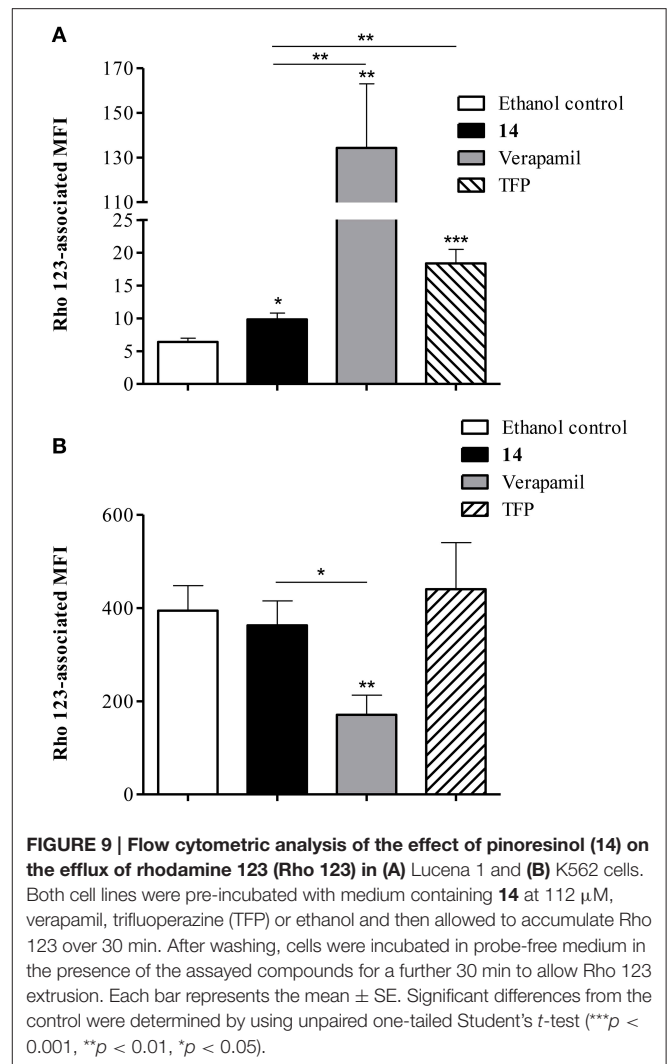 A
**
**
**
170
150
130
110
25
20
15
10
5
0
Rho 123-associated MFI
*
***
Ethanol control
14
Verapamil
TFP
B
Ethanol control
14
Verapamil
TFP
600
400
200
0
Rho 123-associated MFI
*
**
FIGURE 9 | Flow cytometric analysis of the effect of pinoresinol (14) on
the efflux of rhodamine 123 (Rho 123) in (A) Lucena 1 and (B) K562 cells.
Both cell lines were pre-incubated with medium containing 14 at 112 μM,
verapamil, trifluoperazine (TFP) or ethanol and then allowed to accumulate Rho
123 over 30 min. After washing, cells were incubated in probe-free medium in
the presence of the assayed compounds for a further 30 min to allow Rho 123
extrusion. Each bar represents the mean ± SE. Significant differences from the
control were determined by using unpaired one-tailed Student's t-test (***p <
0.001, **p < 0.01, *p < 0.05).